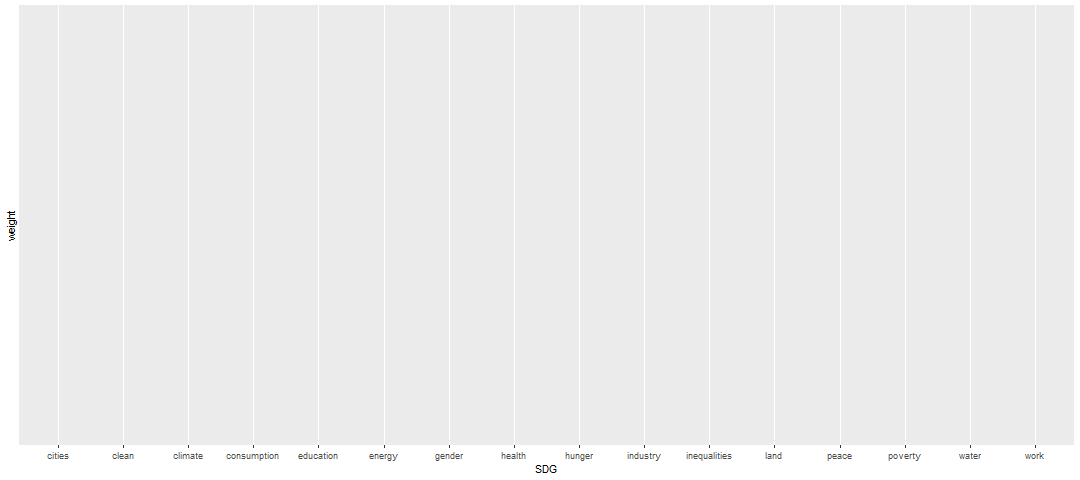 weight
cities clean climate consumption education energy gender health hunger industry inequalities land peace poverty water work
SDG